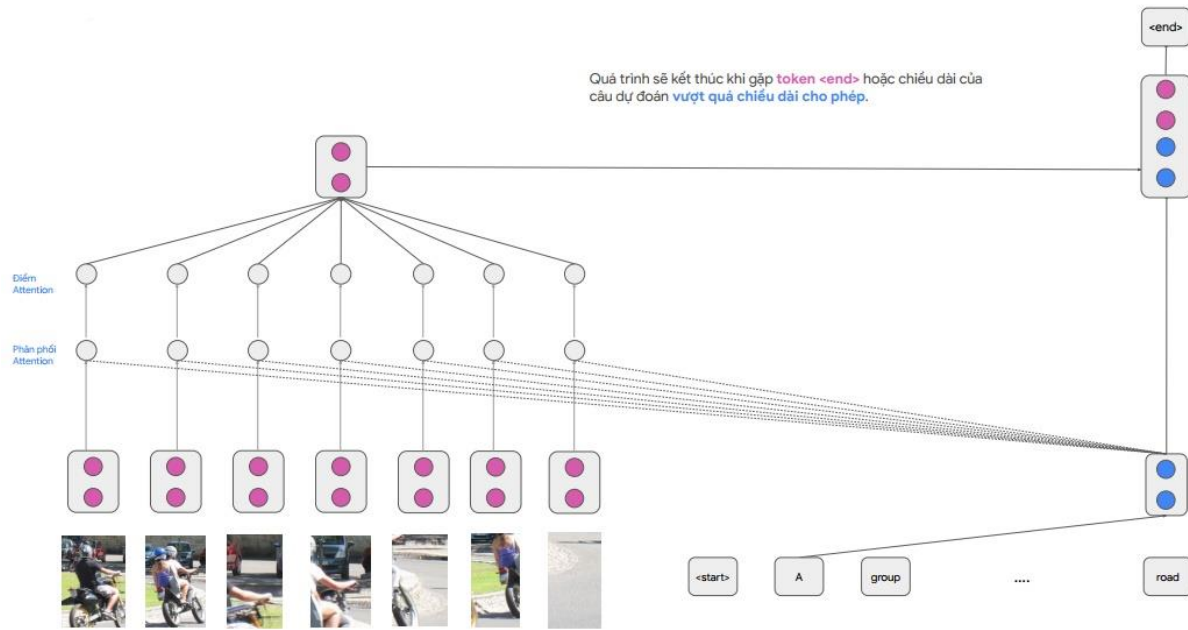 <end>
Quá trình sẽ kết thúc khi gặp token <end> hoặc chiều dài của
câu dự đoán vượt quá chiều dài cho phép.
Điểm
Attention
Phân phối
Attention
<start>
A
group
....
road